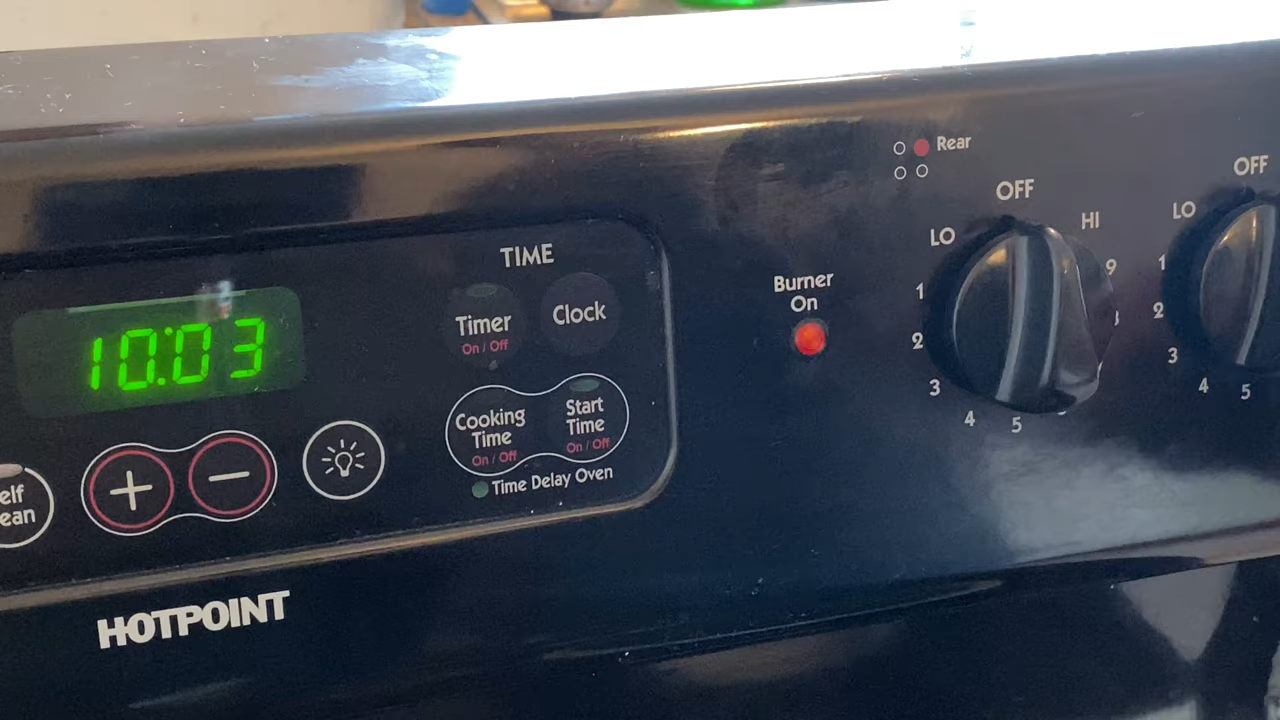 Rear
OFF
OFF
LO
HI
LO
TIME
9
1
1
Burner
On
Timer
On / Off
Clock
10:03
2
2
3
3
4
5
4
5
Cooking
Time
On / Off
Start
Time
On / Off
Time Delay Oven
+
−
elf
ean
HOTPOINT